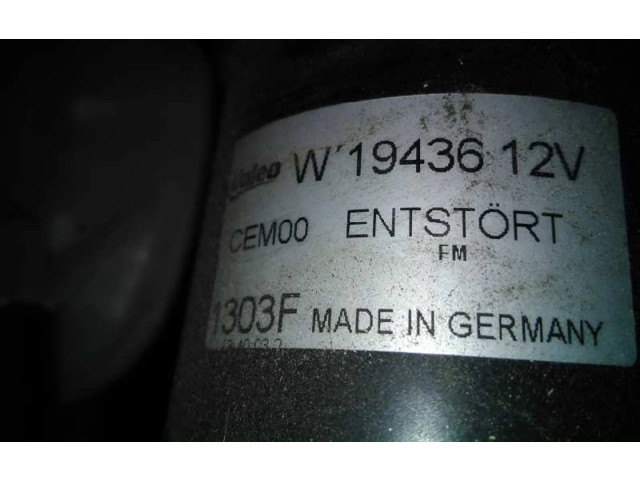 Valeo W'19436 12V
CEM00 ENTSTÖRT
FM
1303F MADE IN GERMANY